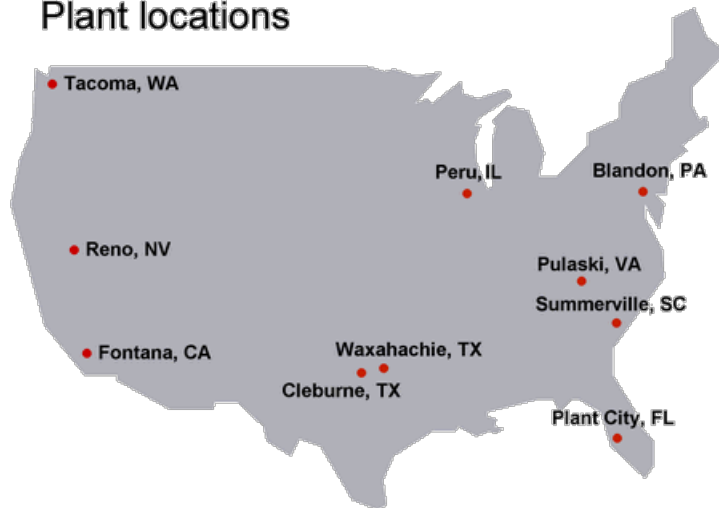 Plant locations
Tacoma, WA
Peru, IL
Blandon, PA
Reno, NV
Pulaski, VA
Summerville, SC
Waxahachie, TX
Fontana, CA
Cleburne, TX
Plant City, FL